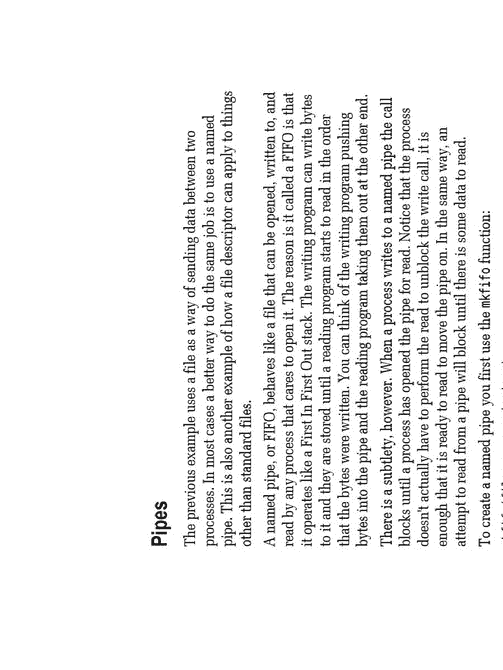 Pipes
The previous example uses a file as a way of sending data between two
processes. In most cases a better way to do the same job is to use a named
pipe. This is also another example of how a file descriptor can apply to things
other than standard files.
A named pipe, or FIFO, behaves like a file that can be opened, written to, and
read by any process that cares to open it. The reason is it called a FIFO is that
it operates like a First In First Out stack. The writing program can write bytes
to it and they are stored until a reading program starts to read in the order
that the bytes were written. You can think of the writing program pushing
bytes into the pipe and the reading program taking them out at the other end.
There is a subtlety, however. When a process writes to a named pipe the call
blocks until a process has opened the pipe for read. Notice that the process
doesn't actually have to perform the read to unblock the write call, it is
enough that it is ready to read to move the pipe on. In the same way, an
attempt to read from a pipe will block until there is some data to read.
To create a named pipe you first use the mkfifo function: